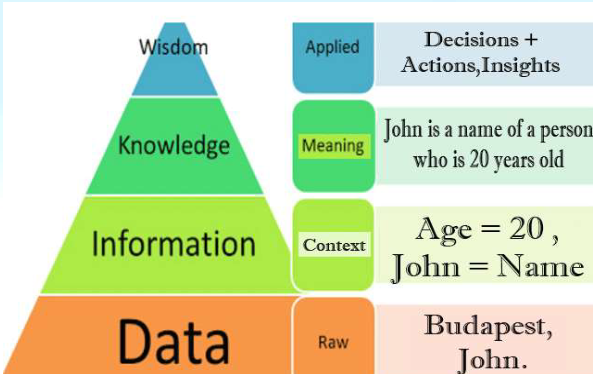 Wisdom
Applied
Decisions +
Actions,Insights
Knowledge
Meaning
John is a name of a person
who is 20 years old
Information
Context
Age = 20 ,
John = Name
Data
Raw
Budapest,
John.